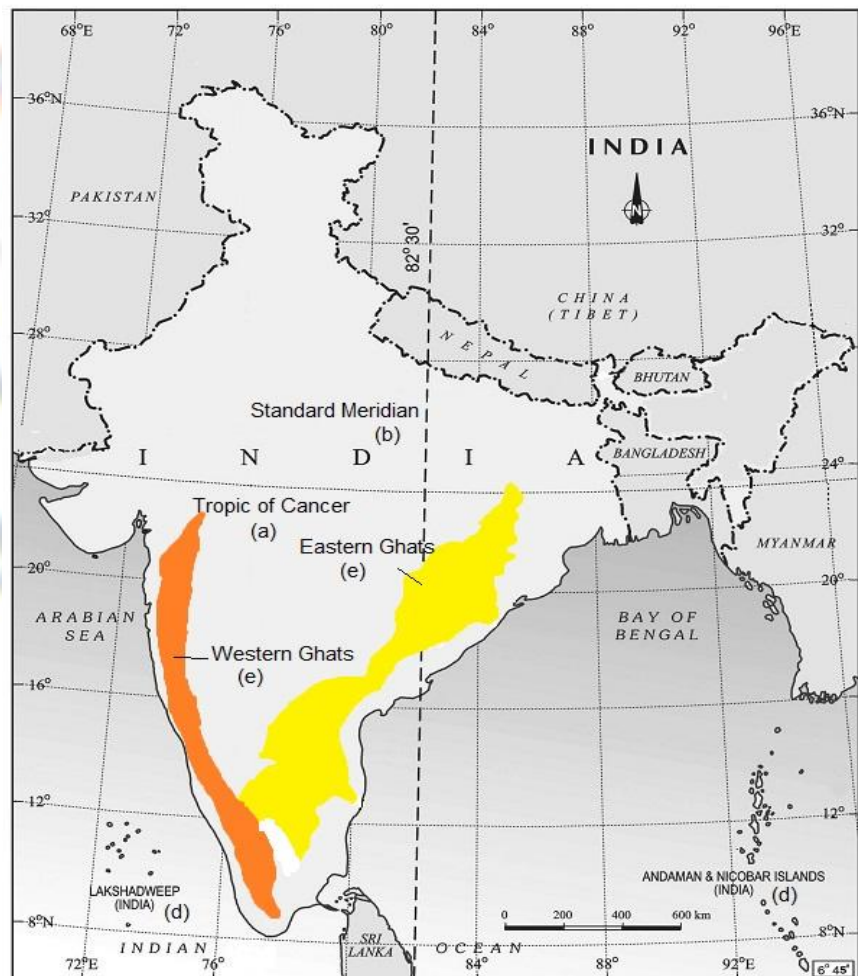 68°E 72° 76° 80° 84° 88° 92° 96°E
36°N
36°N
INDIA
N
PAKISTAN
32°
32°
82° 30'
CHINA
(TIBET)
28°
28°
NEPAL
BHUTAN
Standard Meridian
(b)
I N D I A
BANGLADESH
24°
24°
Tropic of Cancer
(a)
Eastern Ghats
(e)
MYANMAR
20°
20°
ARABIAN
SEA
BAY OF
BENGAL
Western Ghats
(e)
16°
16°
12°
12°
LAKSHADWEEP
(INDIA)
(d)
ANDAMAN & NICOBAR ISLANDS
(INDIA)
(d)
8°N
0 200 400 600 km
8°N
INDIAN OCEAN
SRI
LANKA
72°E 76° 80° 84° 88° 92°E
6° 45'